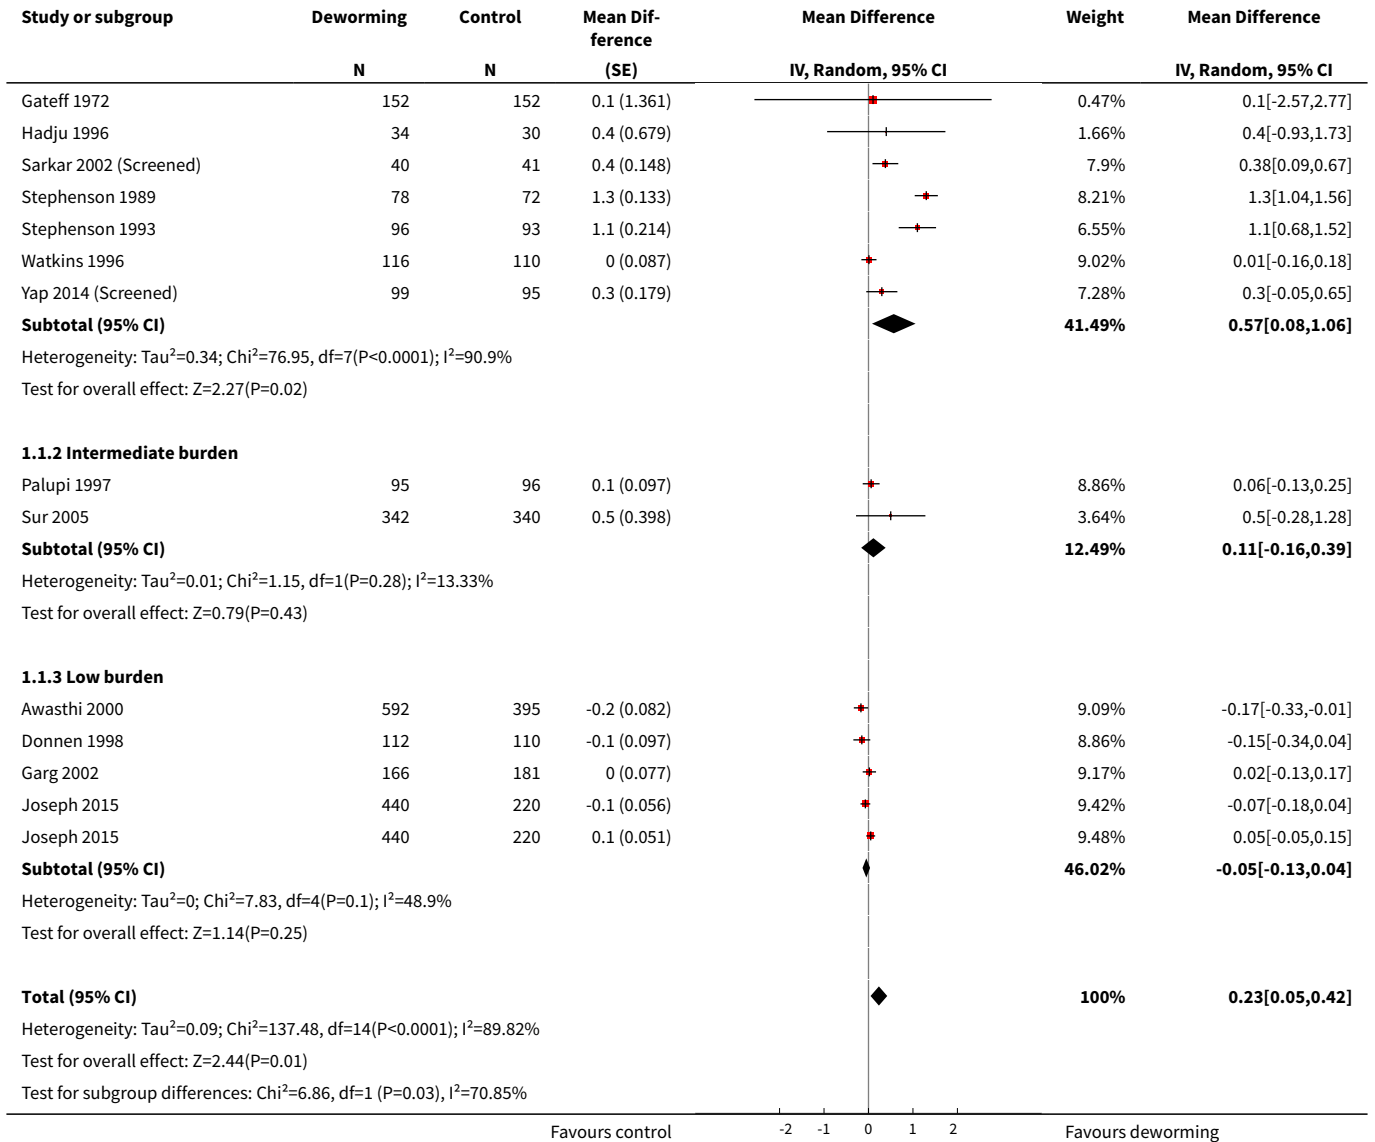 Study or subgroup Deworming Control Mean Dif- Mean Difference Weight Mean Difference
ference
N N (SE) IV, Random, 95% CI IV, Random, 95% CI
Gateff 1972 152 152 0.1 (1.361) 0.47% 0.1[-2.57,2.77]
Hadju 1996 34 30 0.4 (0.679) 1.66% 0.4[-0.93,1.73]
Sarkar 2002 (Screened) 40 41 0.4 (0.148) 7.9% 0.38[0.09,0.67]
Stephenson 1989 78 72 1.3 (0.133) 8.21% 1.3[1.04,1.56]
Stephenson 1993 96 93 1.1 (0.214) 6.55% 1.1[0.68,1.52]
Watkins 1996 116 110 0 (0.087) 9.02% 0.01[-0.16,0.18]
Yap 2014 (Screened) 99 95 0.3 (0.179) 7.28% 0.3[-0.05,0.65]
Subtotal (95% CI) 41.49% 0.57[0.08,1.06]
Heterogeneity: Tau²=0.34; Chi²=76.95, df=7(P<0.0001); I²=90.9%
Test for overall effect: Z=2.27(P=0.02)
1.1.2 Intermediate burden
Palupi 1997 95 96 0.1 (0.097) 8.86% 0.06[-0.13,0.25]
Sur 2005 342 340 0.5 (0.398) 3.64% 0.5[-0.28,1.28]
Subtotal (95% CI) 12.49% 0.11[-0.16,0.39]
Heterogeneity: Tau²=0.01; Chi²=1.15, df=1(P=0.28); I²=13.33%
Test for overall effect: Z=0.79(P=0.43)
1.1.3 Low burden
Awasthi 2000 592 395 -0.2 (0.082) 9.09% -0.17[-0.33,-0.01]
Donnen 1998 112 110 -0.1 (0.097) 8.86% -0.15[-0.34,0.04]
Garg 2002 166 181 0 (0.077) 9.17% 0.02[-0.13,0.17]
Joseph 2015 440 220 -0.1 (0.056) 9.42% -0.07[-0.18,0.04]
Joseph 2015 440 220 0.1 (0.051) 9.48% 0.05[-0.05,0.15]
Subtotal (95% CI) 46.02% -0.05[-0.13,0.04]
Heterogeneity: Tau²=0; Chi²=7.83, df=4(P=0.1); I²=48.9%
Test for overall effect: Z=1.14(P=0.25)
Total (95% CI) 100% 0.23[0.05,0.42]
Heterogeneity: Tau²=0.09; Chi²=137.48, df=14(P<0.0001); I²=89.82%
Test for overall effect: Z=2.44(P=0.01)
Test for subgroup differences: Chi²=6.86, df=1 (P=0.03), I²=70.85%
Favours control -2 -1 0 1 2 Favours deworming